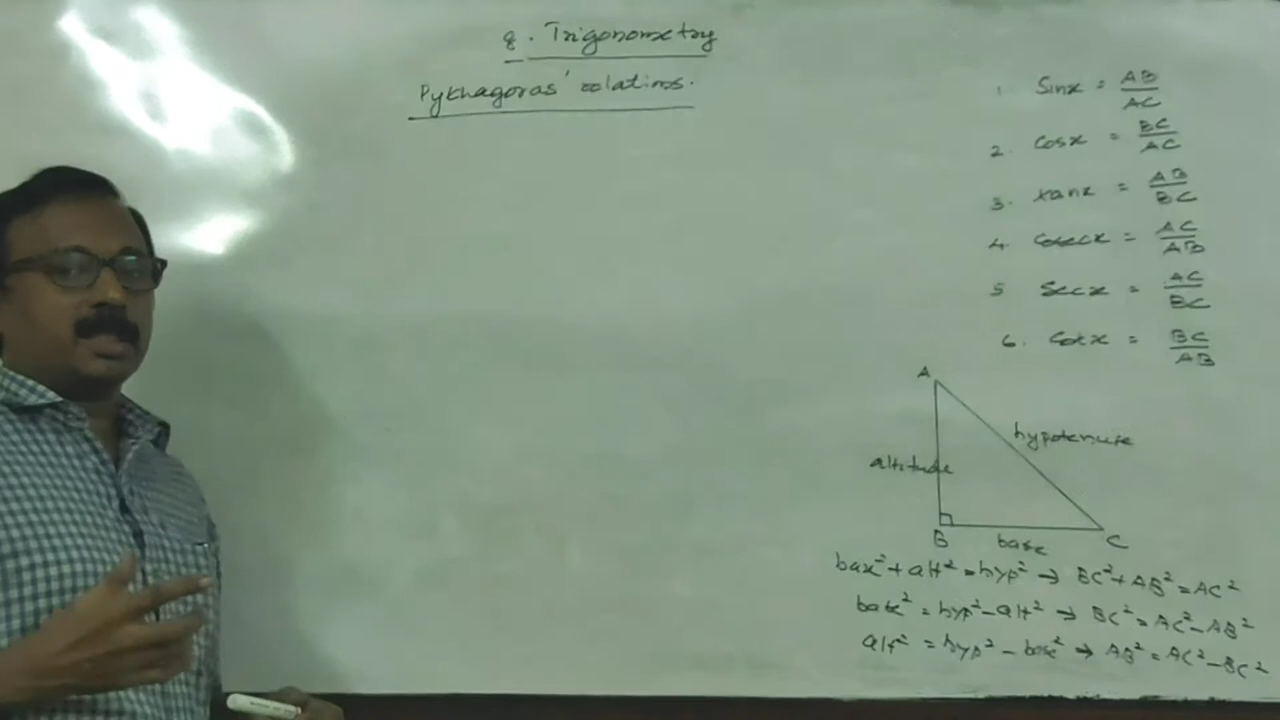 8. Trigonometry
Pythagoras' relations.
1. Sinx = AB/AC
2. Cosx = BC/AC
3. tanx = AB/BC
4. Cosecx = AC/AB
5 Secx = AC/BC
6. Cotx = BC/AB
A
hypotenuse
altitude
B
base
C
base² + alt² = hyp² → BC² + AB² = AC²
base² = hyp² - alt² → BC² = AC² - AB²
alt² = hyp² - base² → AB² = AC² - BC²